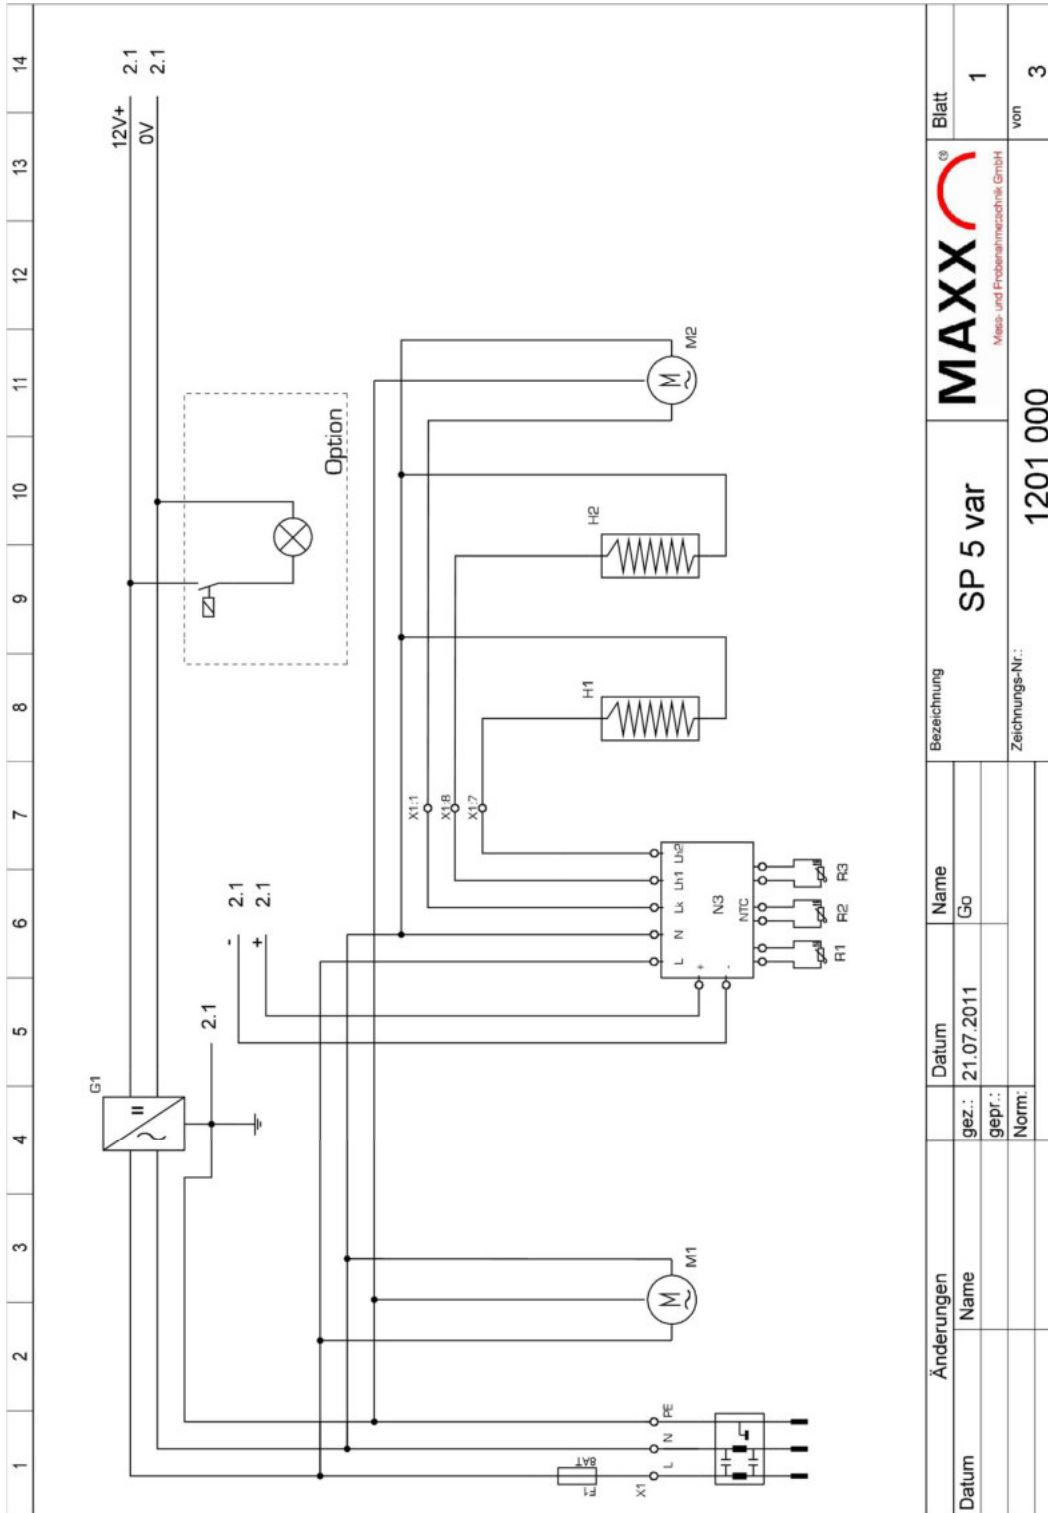 1 2 3 4 5 6 7 8 9 10 11 12 13 14
12V+ 2.1
0V 2.1
G1
2.1
- 2.1
+ 2.1
Option
X1:1
X1:8
X1:7
H1
H2
M
M1
M
M2
L N Lk Lh1 Lh2
N3
+
-
NTC
R1
R2
R3
8AT
X1
L
N
PE
Änderungen
Datum
Name
Datum
Name
gez.:
21.07.2011
Go
gepr.:
Norm:
Bezeichnung
SP 5 var
Zeichnungs-Nr.:
1201 000
MAXX ®
Mess- und Probenahmetechnik GmbH
Blatt
1
von
3